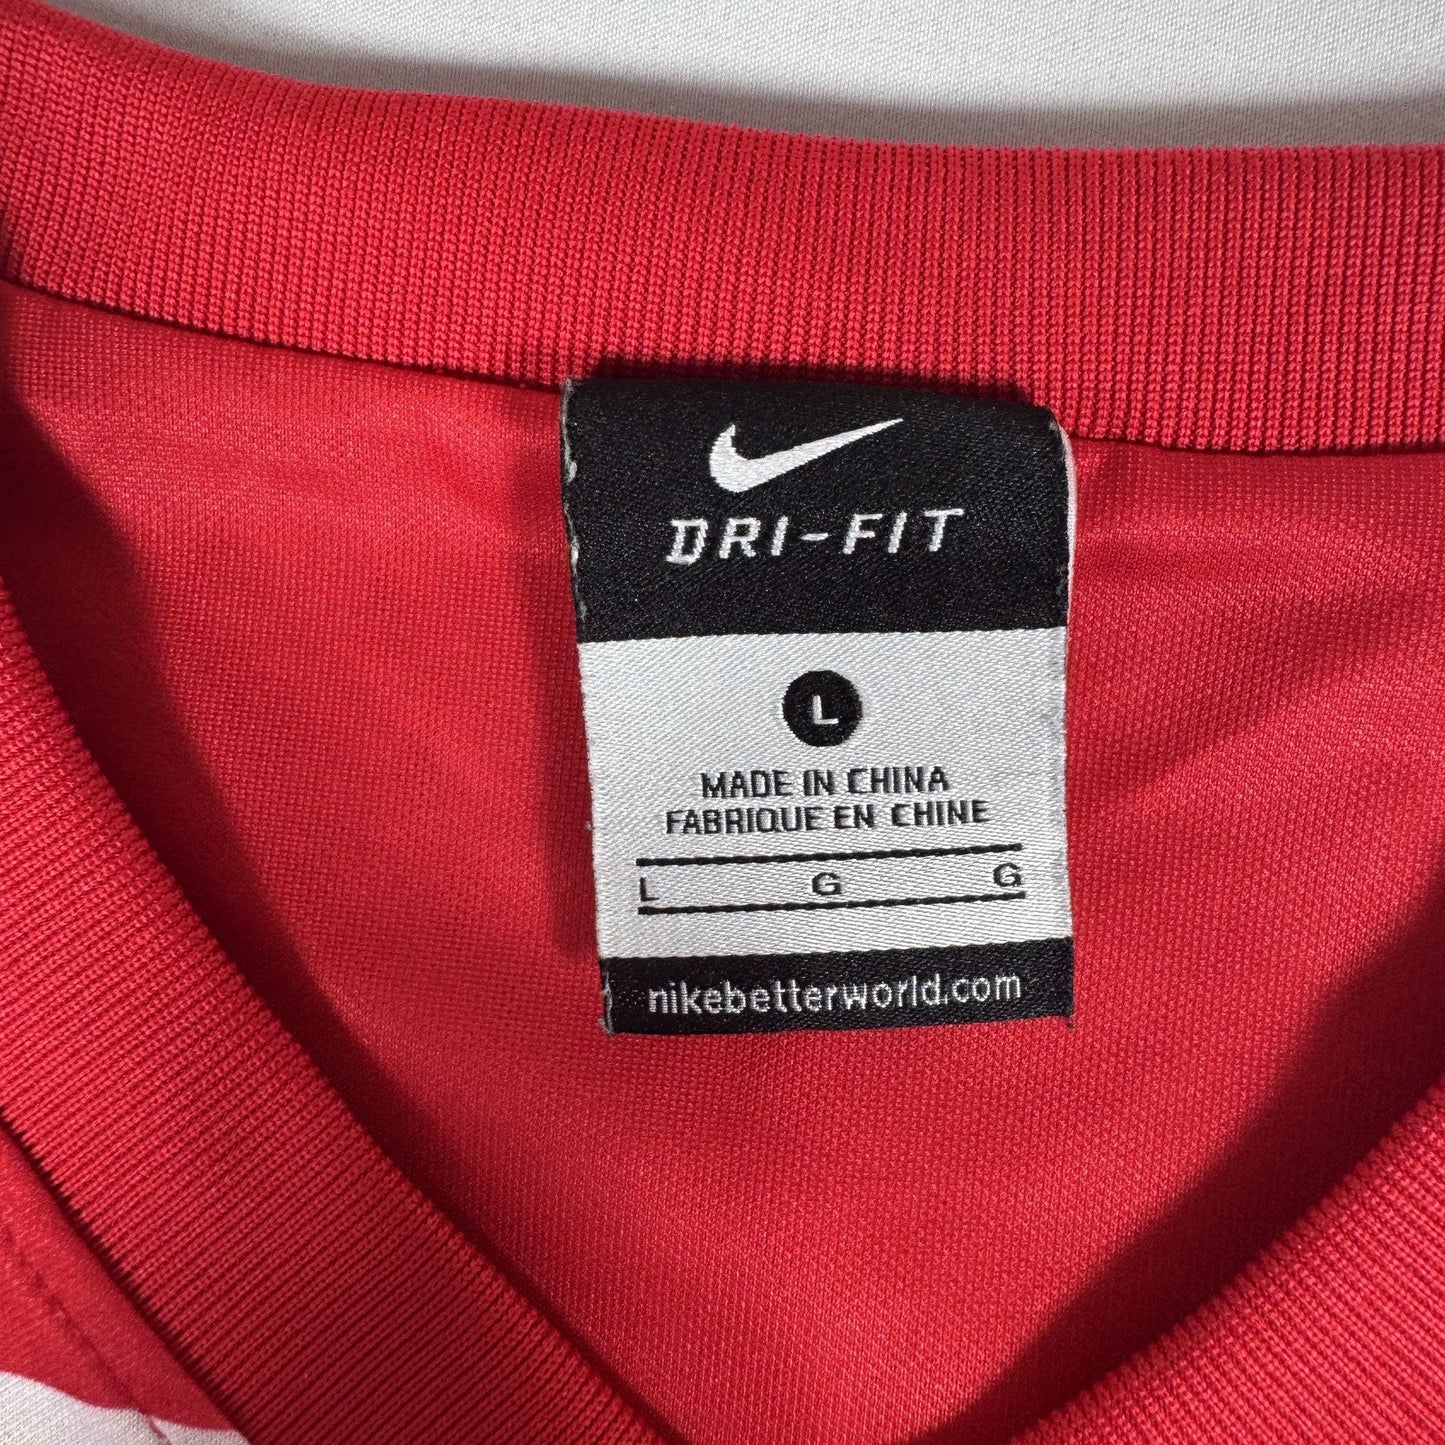 DRI-FIT
L
MADE IN CHINA
FABRIQUE EN CHINE
L G G
nikebetterworld.com